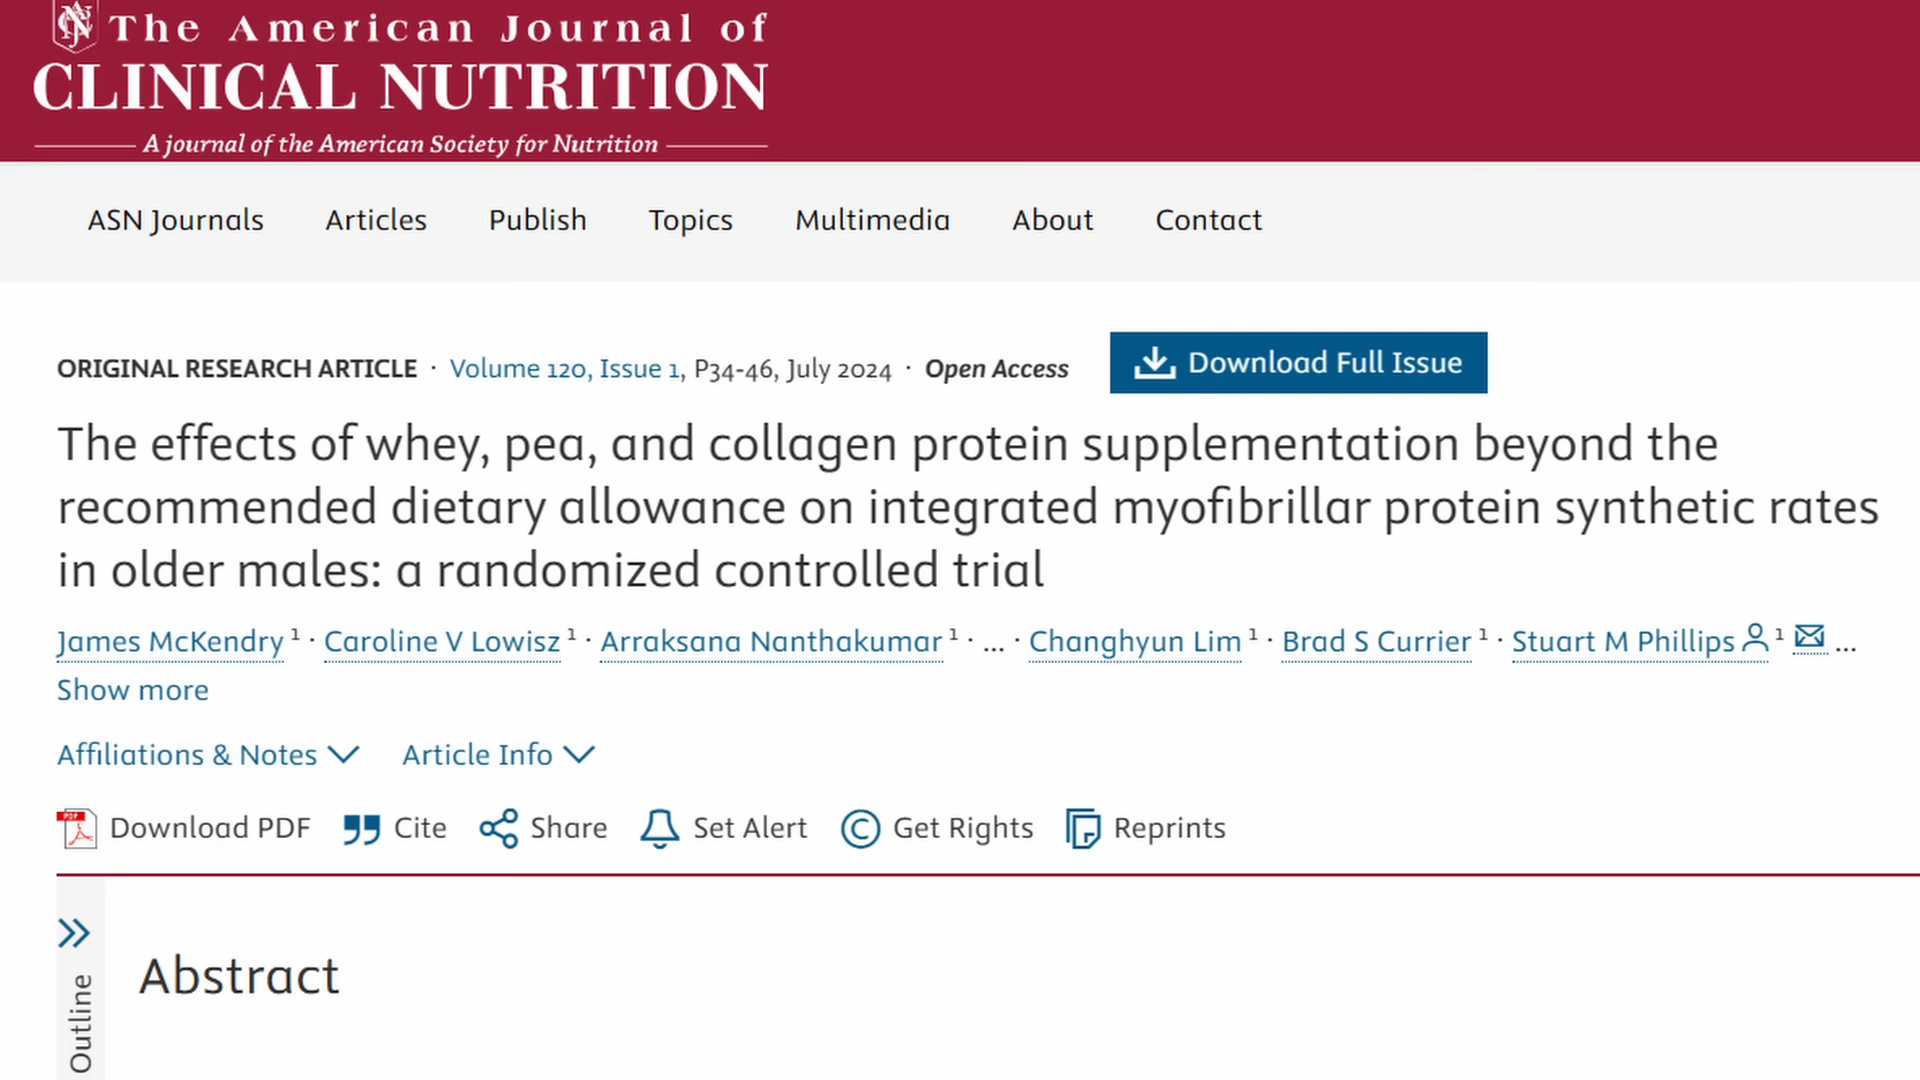 The American Journal of
CLINICAL NUTRITION
A journal of the American Society for Nutrition
ASN Journals Articles Publish Topics Multimedia About Contact
ORIGINAL RESEARCH ARTICLE · Volume 120, Issue 1, P34-46, July 2024 · Open Access Download Full Issue
The effects of whey, pea, and collagen protein supplementation beyond the
recommended dietary allowance on integrated myofibrillar protein synthetic rates
in older males: a randomized controlled trial
James McKendry 1 · Caroline V Lowisz 1 · Arraksana Nanthakumar 1 · ... · Changhyun Lim 1 · Brad S Currier 1 · Stuart M Phillips 1 ...
Show more
Affiliations & Notes Article Info
PDF Download PDF Cite Share Set Alert © Get Rights Reprints
Outline
Abstract